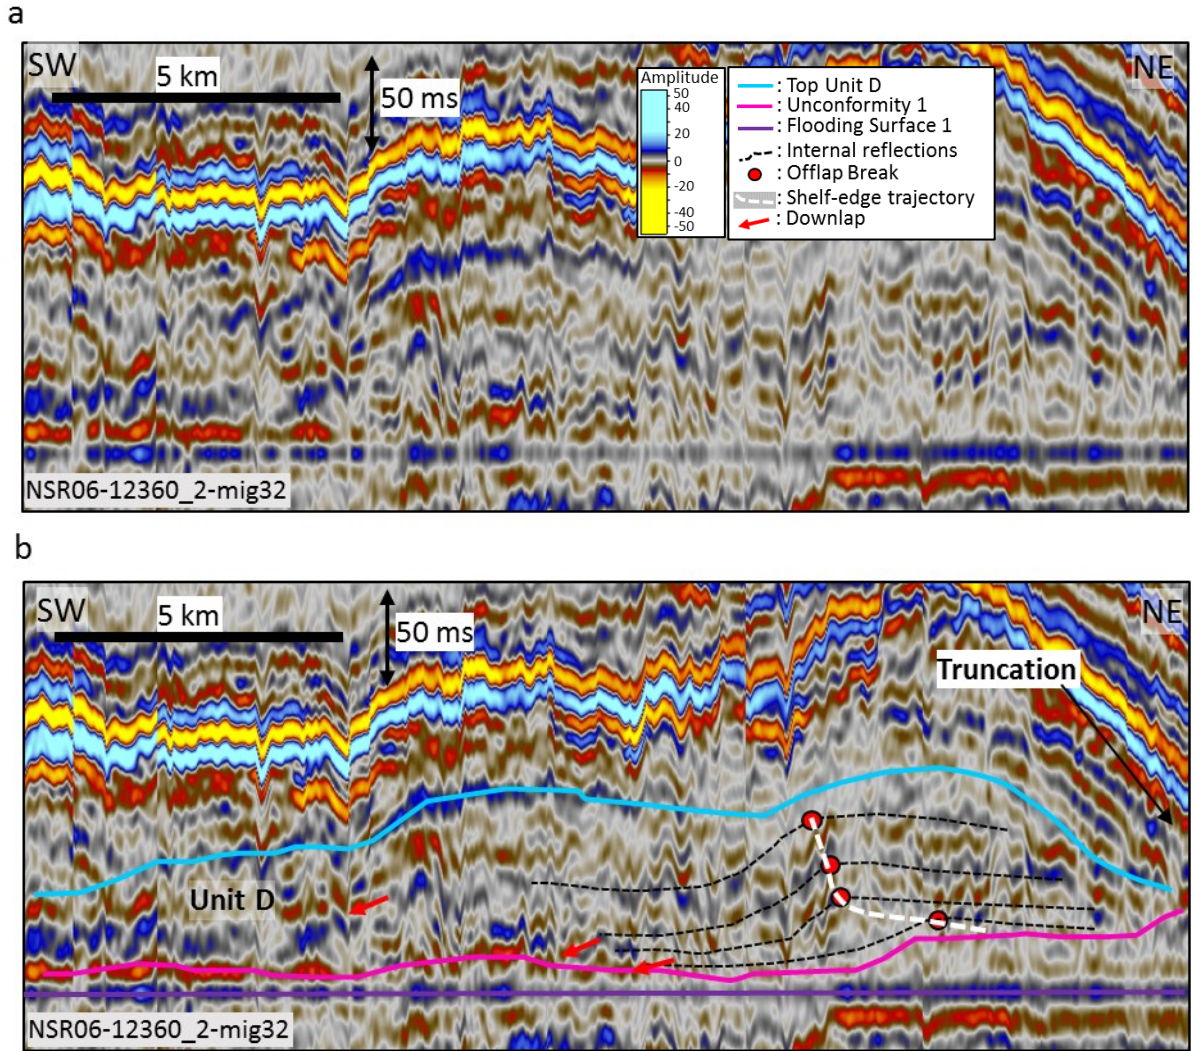 a
SW
5 km
50 ms
Amplitude
50
40
20
0
-20
-40
-50
: Top Unit D
: Unconformity 1
: Flooding Surface 1
: Internal reflections
: Offlap Break
: Shelf-edge trajectory
: Downlap
NE
NSR06-12360_2-mig32
b
SW
5 km
50 ms
NE
Truncation
Unit D
NSR06-12360_2-mig32